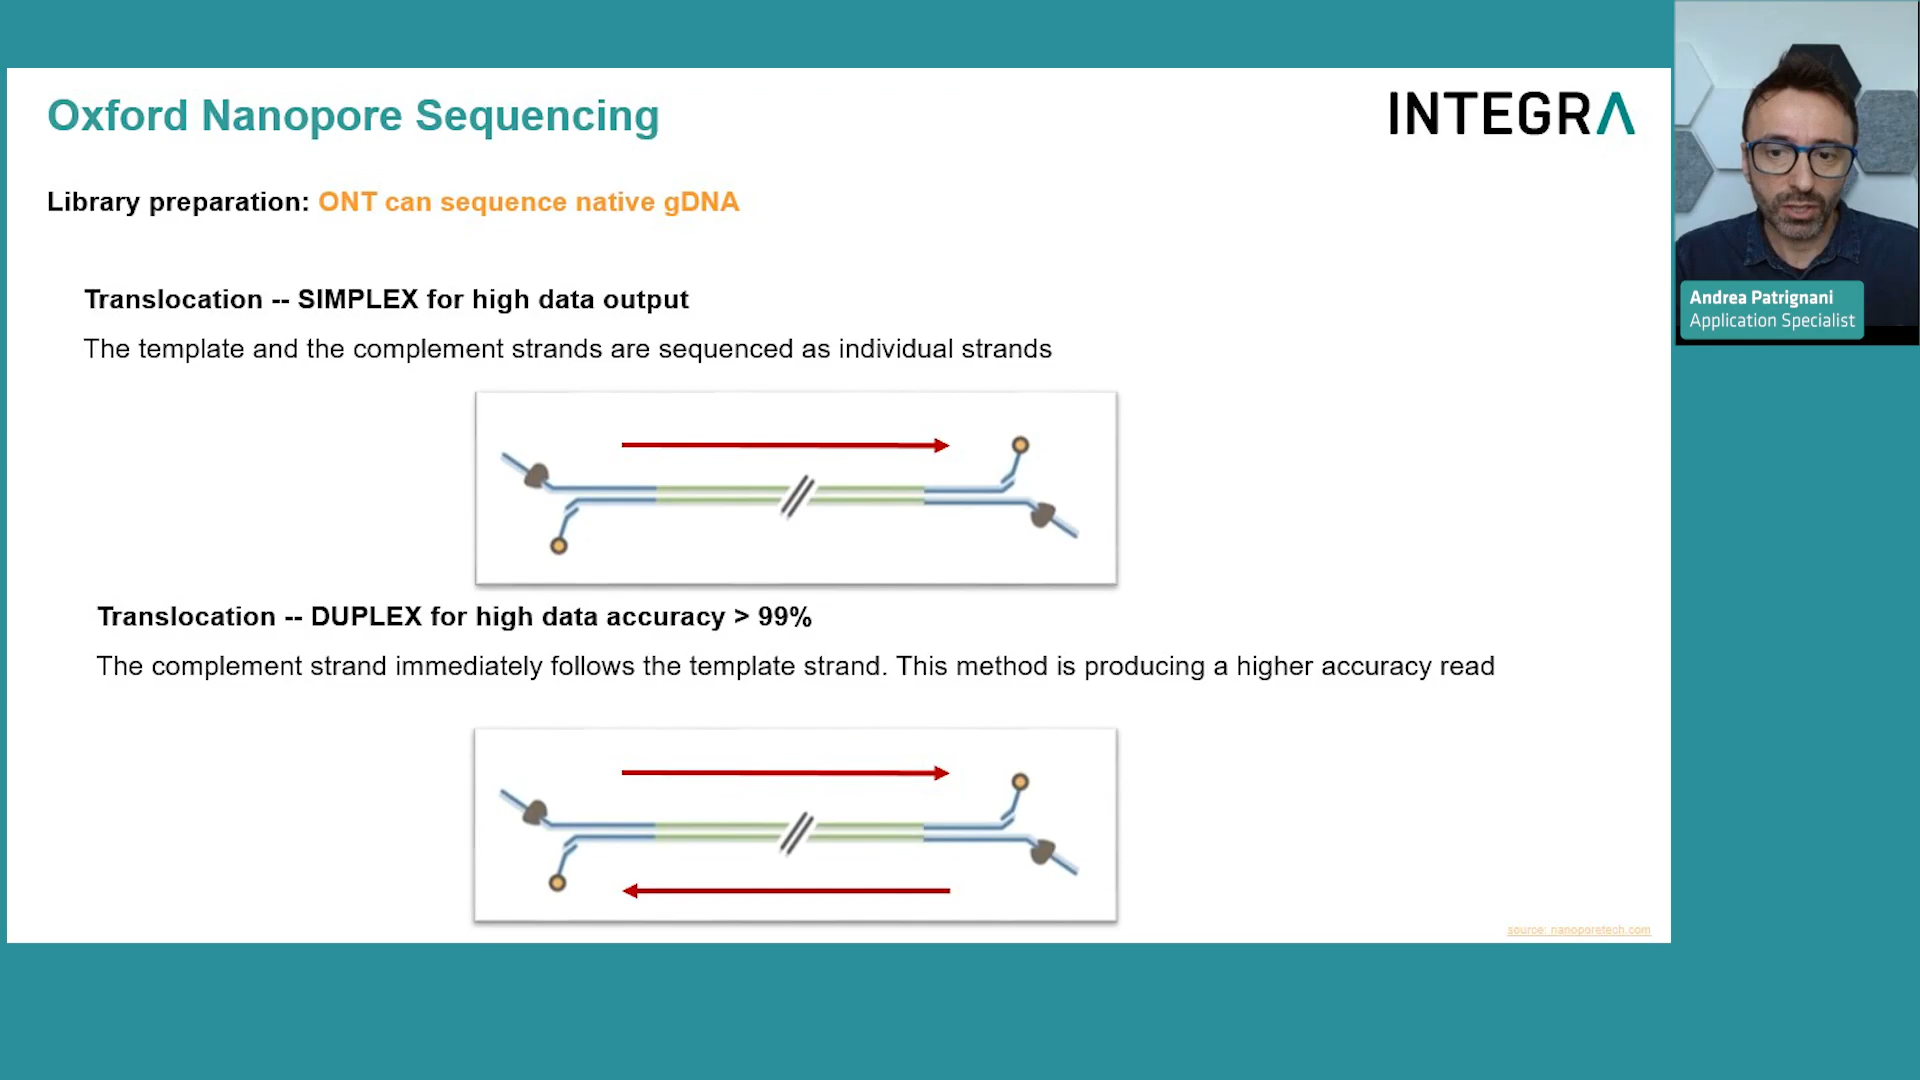 Oxford Nanopore Sequencing
INTEGRA
Library preparation: ONT can sequence native gDNA
Translocation -- SIMPLEX for high data output
The template and the complement strands are sequenced as individual strands
Andrea Patrignani
Application Specialist
Translocation -- DUPLEX for high data accuracy > 99%
The complement strand immediately follows the template strand. This method is producing a higher accuracy read
source: nanoporetech.com